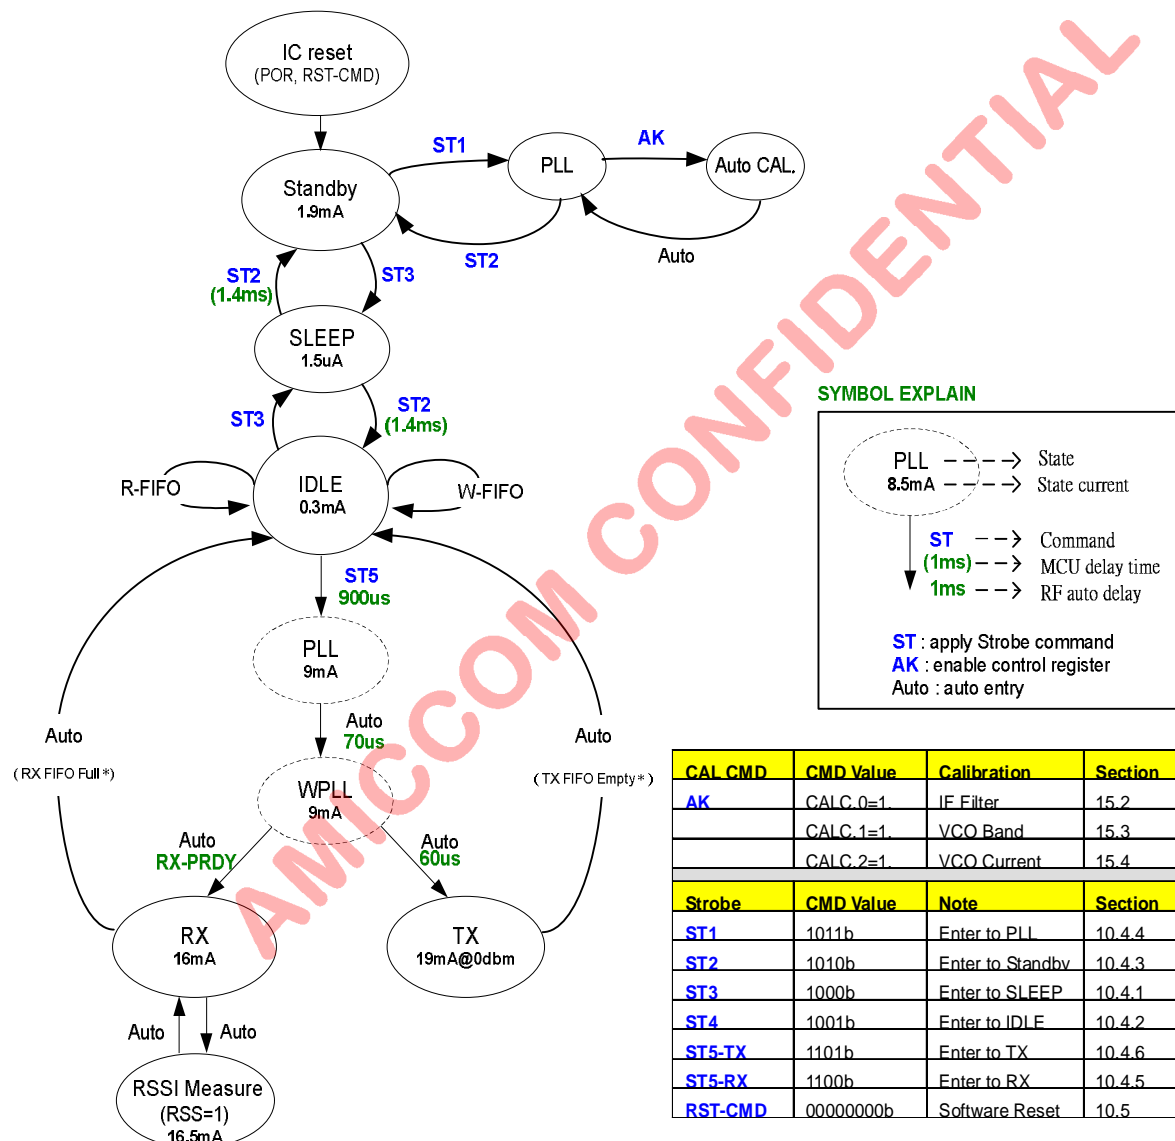 IC reset
(POR, RST-CMD)
Standby
1.9mA
ST1
PLL
AK
Auto CAL.
ST2
Auto
ST2
(1.4ms)
ST3
SLEEP
1.5uA
ST3
ST2
(1.4ms)
R-FIFO
IDLE
0.3mA
W-FIFO
ST5
900us
PLL
9mA
Auto
70us
WPLL
9mA
Auto
(RX FIFO Full *)
Auto
(TX FIFO Empty* )
Auto
RX-PRDY
Auto
60us
RX
16mA
TX
19mA@0dbm
Auto
Auto
RSSI Measure
(RSS=1)
16.5mA
SYMBOL EXPLAIN
PLL
8.5mA
State
State current
ST
Command
(1ms)
MCU delay time
1ms
RF auto delay
ST : apply Strobe command
AK : enable control register
Auto : auto entry
CAL CMD CMD Value Calibration Section
AK CALC.0=1. IF Filter 15.2
CALC.1=1. VCO Band 15.3
CALC.2=1. VCO Current 15.4
Strobe CMD Value Note Section
ST1 1011b Enter to PLL 10.4.4
ST2 1010b Enter to Standby 10.4.3
ST3 1000b Enter to SLEEP 10.4.1
ST4 1001b Enter to IDLE 10.4.2
ST5-TX 1101b Enter to TX 10.4.6
ST5-RX 1100b Enter to RX 10.4.5
RST-CMD 00000000b Software Reset 10.5
AMICCOM CONFIDENTIAL